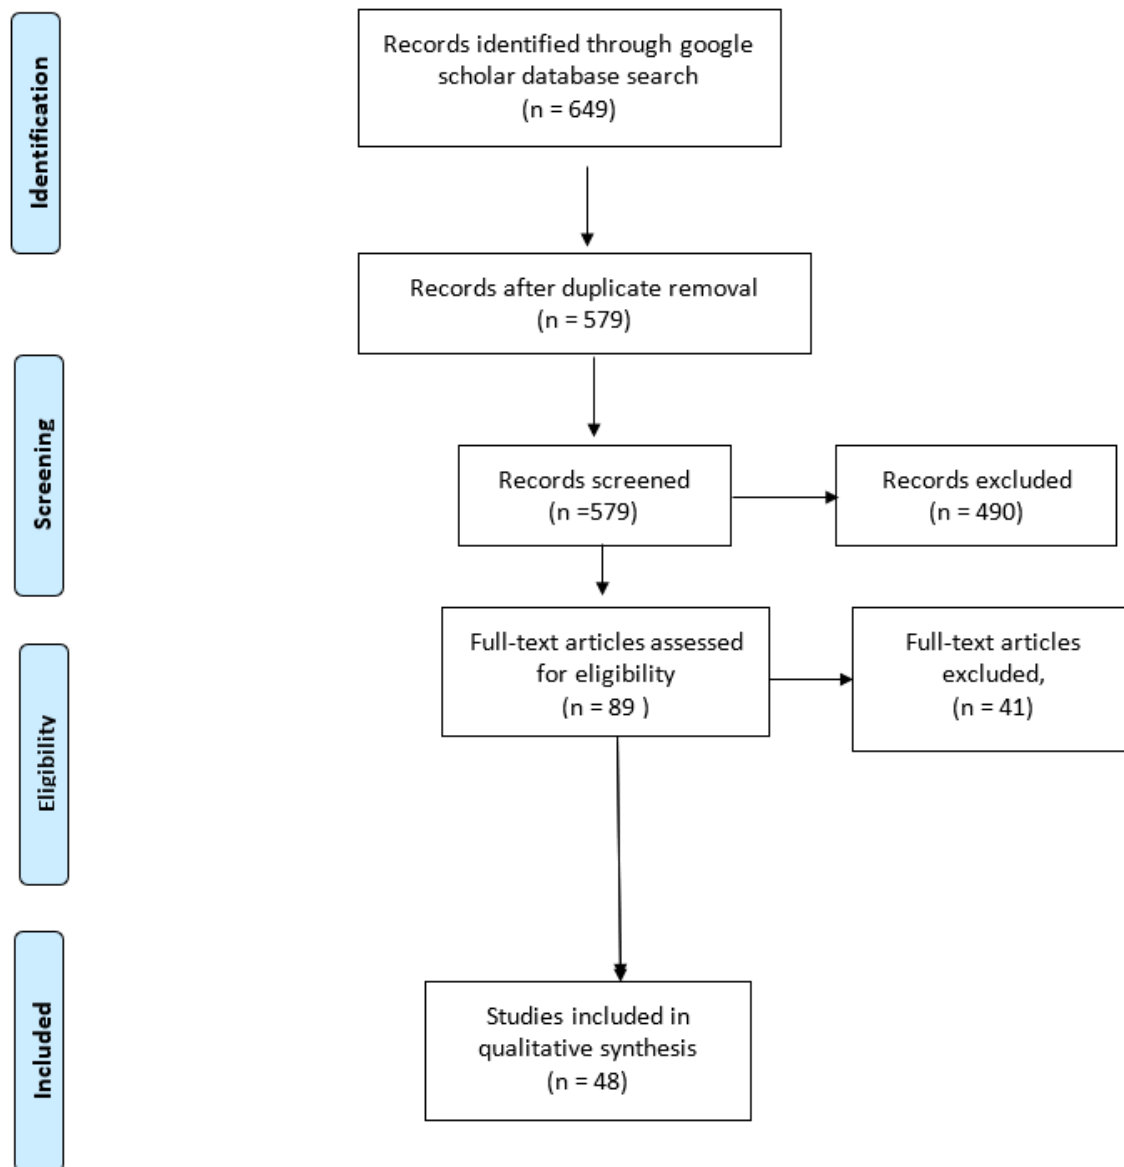 Identification
Records identified through google
scholar database search
(n = 649)
Records after duplicate removal
(n = 579)
Screening
Records screened
(n =579)
Records excluded
(n = 490)
Eligibility
Full-text articles assessed
for eligibility
(n = 89 )
Full-text articles
excluded,
(n = 41)
Included
Studies included in
qualitative synthesis
(n = 48)